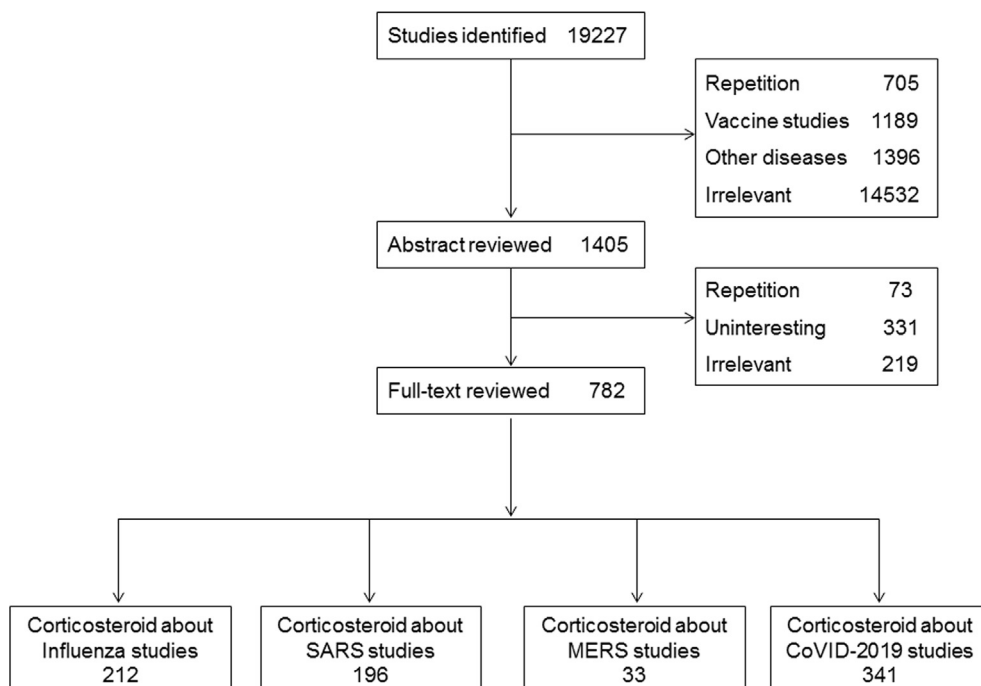 Studies identified 19227
Repetition 705
Vaccine studies 1189
Other diseases 1396
Irrelevant 14532
Abstract reviewed 1405
Repetition 73
Uninteresting 331
Irrelevant 219
Full-text reviewed 782
Corticosteroid about
Influenza studies
212
Corticosteroid about
SARS studies
196
Corticosteroid about
MERS studies
33
Corticosteroid about
CoVID-2019 studies
341